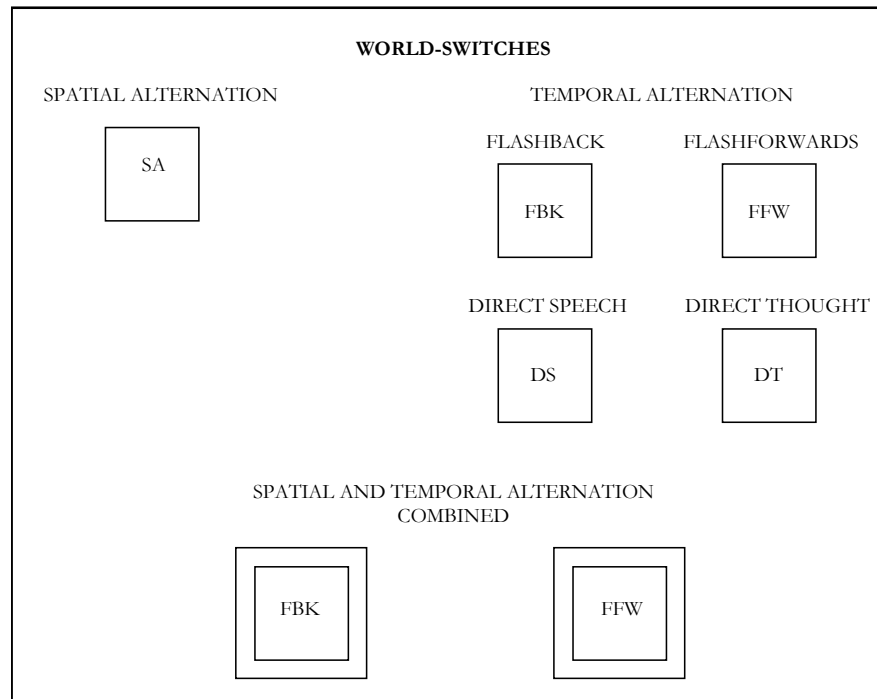 WORLD-SWITCHES
SPATIAL ALTERNATION
SA
TEMPORAL ALTERNATION
FLASHBACK
FBK
FLASHFORWARDS
FFW
DIRECT SPEECH
DS
DIRECT THOUGHT
DT
SPATIAL AND TEMPORAL ALTERNATION
COMBINED
FBK
FFW